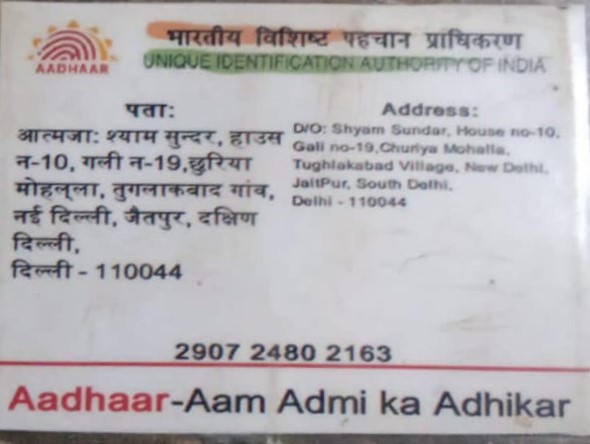 भारतीय विशिष्ट पहचान प्राधिकरण
AADHAAR
UNIQUE IDENTIFICATION AUTHORITY OF INDIA
पता:
आत्मजा: श्याम सुन्दर, हाउस
न-10, गली न-19,छुरिया
मोहल्ला, तुगलाकबाद गांव,
नई दिल्ली, जैतपुर, दक्षिण
दिल्ली,
दिल्ली - 110044
Address:
D/O: Shyam Sundar, House no-10,
Gali no-19,Churiya Mohalla,
Tughlakabad Village, New Delhi,
JaitPur, South Delhi,
Delhi - 110044
2907 2480 2163
Aadhaar-Aam Admi ka Adhikar